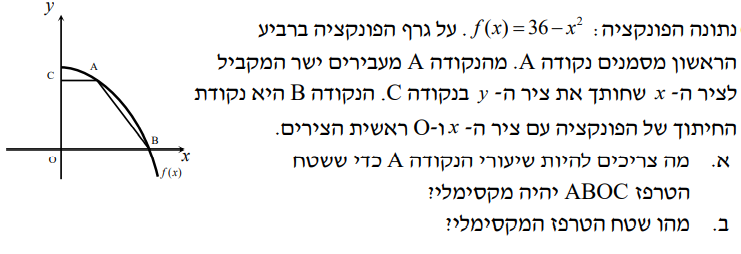 נתונה הפונקציה: f(x) = 36 − x². על גרף הפונקציה ברביע
הראשון מסמנים נקודה A. מהנקודה A מעבירים ישר המקביל
לציר ה- x שחותך את ציר ה- y בנקודה C. הנקודה B היא נקודת
החיתוך של הפונקציה עם ציר ה- x ו-O ראשית הצירים.
א. מה צריכים להיות שיעורי הנקודה A כדי ששטח
הטרפז ABOC יהיה מקסימלי?
ב. מהו שטח הטרפז המקסימלי?
y
A
C
B
x
O
f(x)